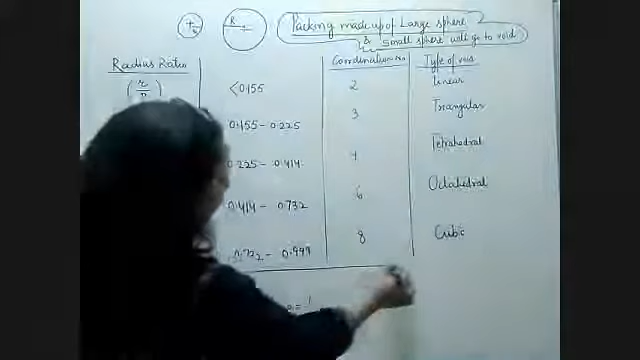 R
Packing made up of Large sphere
& Small sphere will go to void
Radius Ratio
(r/R)
Coordination no
Type of void
<0.155
2
Linear
0.155 - 0.225
3
Triangular
0.225 - 0.414
4
Tetrahedral
0.414 - 0.732
6
Octahedral
0.732 - 0.999
8
Cubic
= 1